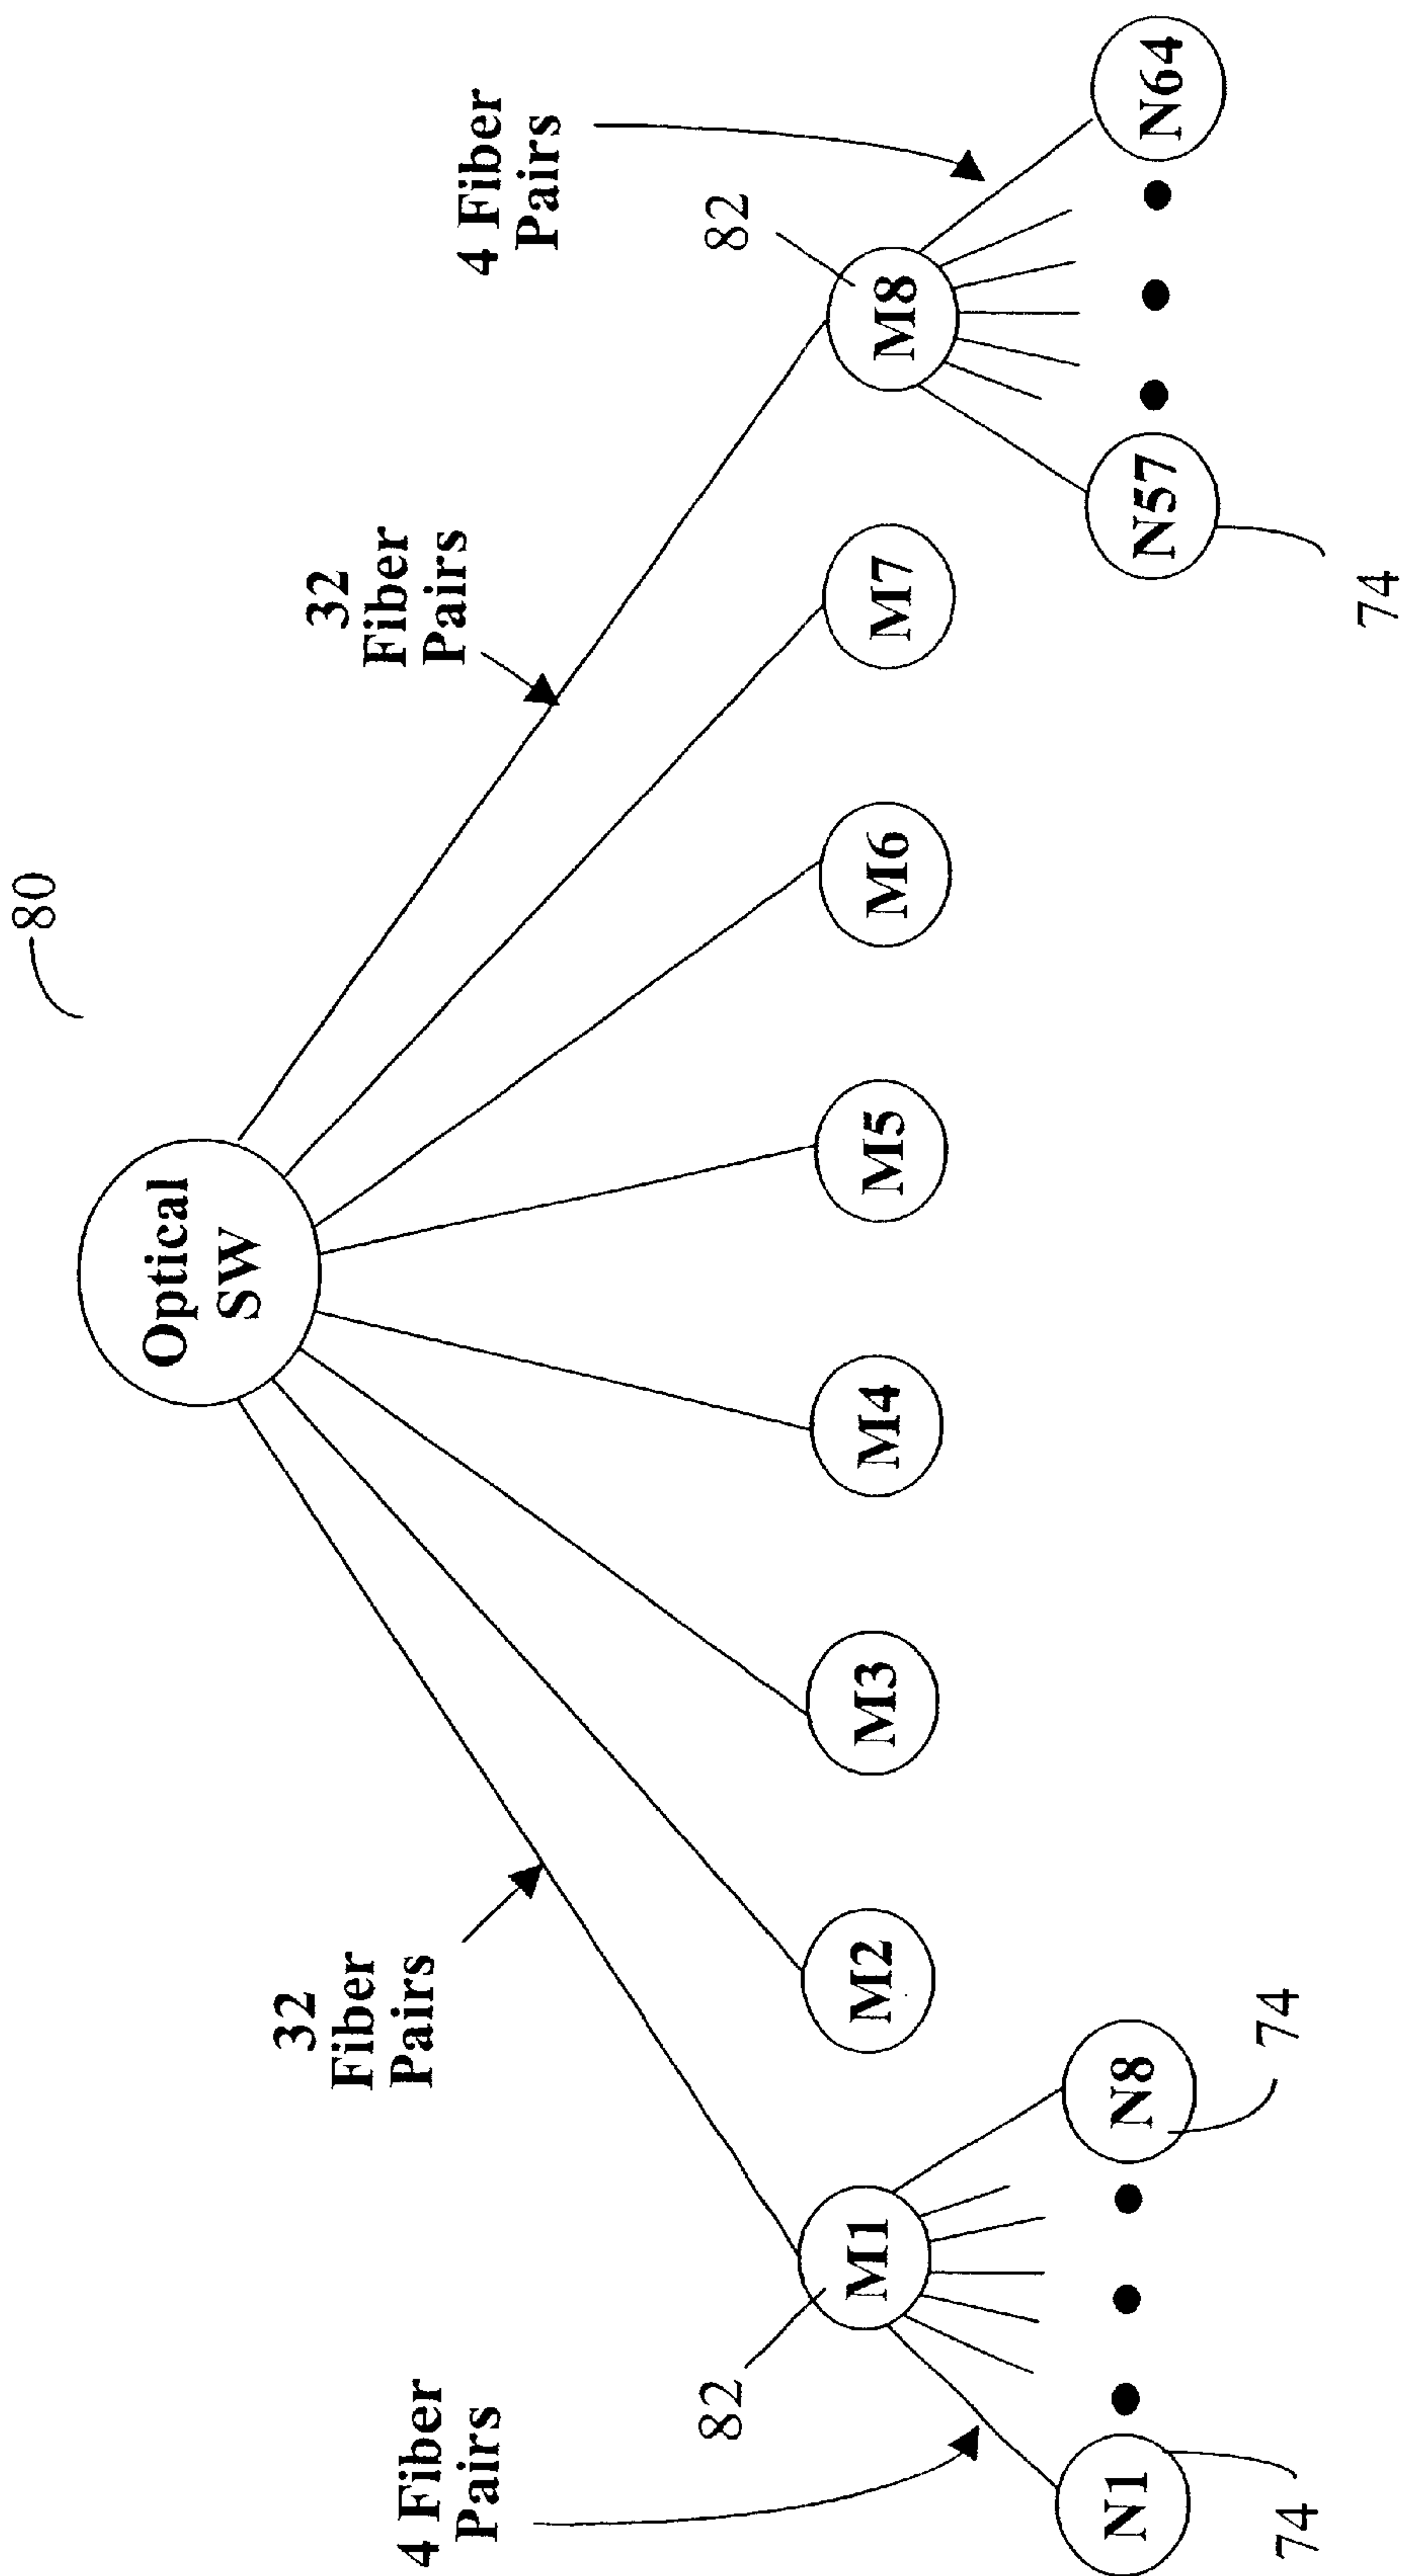 80
Optical
SW
32
Fiber
Pairs
32
Fiber
Pairs
4 Fiber
Pairs
4 Fiber
Pairs
82
82
M1
M2
M3
M4
M5
M6
M7
M8
N1
N8
N57
N64
74
74
74